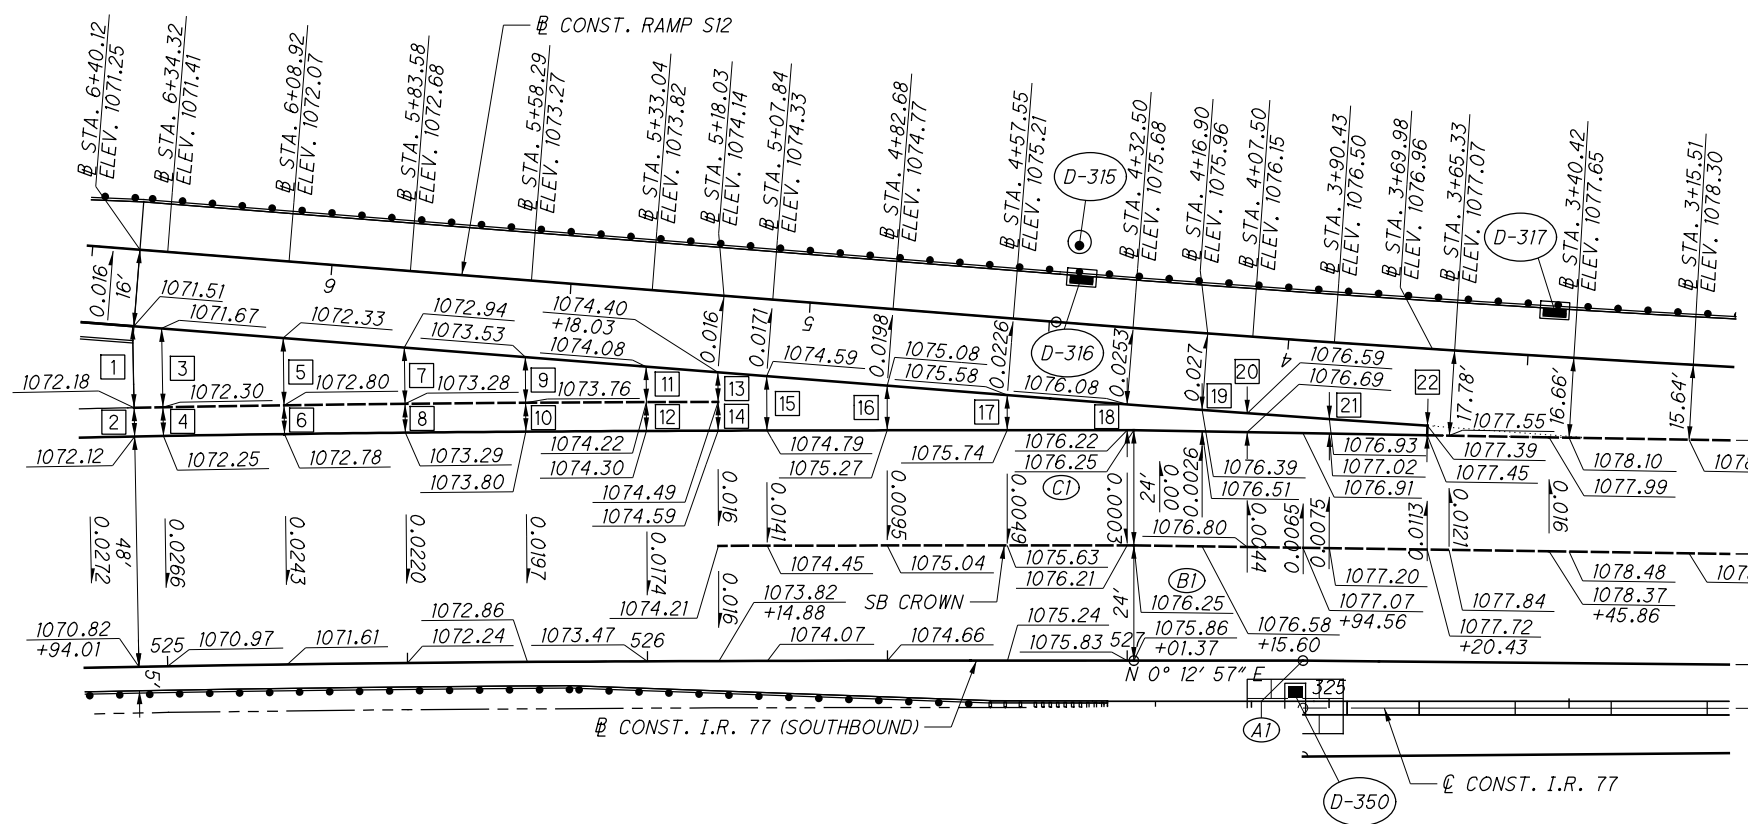 ℄ CONST. RAMP S12
℄ STA. 6+40.12
ELEV. 1071.25
℄ STA. 6+34.32
ELEV. 1071.41
℄ STA. 6+08.92
ELEV. 1072.07
℄ STA. 5+83.58
ELEV. 1072.68
℄ STA. 5+58.29
ELEV. 1073.27
℄ STA. 5+33.04
ELEV. 1073.82
℄ STA. 5+18.03
ELEV. 1074.14
℄ STA. 5+07.84
ELEV. 1074.33
℄ STA. 4+82.68
ELEV. 1074.77
℄ STA. 4+57.55
ELEV. 1075.21
℄ STA. 4+32.50
ELEV. 1075.68
℄ STA. 4+16.90
ELEV. 1075.96
℄ STA. 4+07.50
ELEV. 1076.15
℄ STA. 3+90.43
ELEV. 1076.50
℄ STA. 3+69.98
ELEV. 1076.96
℄ STA. 3+65.33
ELEV. 1077.07
℄ STA. 3+40.42
ELEV. 1077.65
℄ STA. 3+15.51
ELEV. 1078.30
D-315
D-317
D-316
0.016
16'
6
5
4
0.016
0.0171
0.0198
0.0226
0.0253
0.027
17.78'
16.66'
15.64'
1071.51
1071.67
1072.33
1072.94
1073.53
1074.40
+18.03
1074.08
1074.59
1075.08
1075.58
1076.08
1076.59
1076.69
1
3
5
7
9
11
13
15
16
17
18
19
20
21
22
2
4
6
8
10
12
14
1072.18
1072.30
1072.80
1073.28
1073.76
1077.55
1072.12
1072.25
1072.78
1073.29
1073.80
1074.22
1074.30
1074.49
1074.59
1074.79
1075.27
1075.74
1076.22
1076.25
C1
1076.39
1076.51
1076.80
1076.93
1077.02
1076.91
1077.39
1077.45
1078.10
1077.99
0.0272
48'
0.0266
0.0243
0.0220
0.0197
0.0174
0.016
0.0141
0.0095
0.0049
0.0003
24'
0.000
0.0026
0.0044
0.0065
0.0075
0.0113
0.0121
0.016
1074.21
0.016
1074.45
1075.04
1075.63
1076.21
SB CROWN
24'
B1
1076.25
1076.58
+15.60
1077.20
1077.07
+94.56
1077.84
1077.72
+20.43
1078.48
1078.37
+45.86
1070.82
+94.01
525
1070.97
1071.61
1072.86
1072.24
1073.47
526
1073.82
+14.88
1074.07
1074.66
1075.24
1075.83
527
1075.86
+01.37
N 0° 12' 57" E
5'
℄ CONST. I.R. 77 (SOUTHBOUND)
325
A1
D-350
℄ CONST. I.R. 77